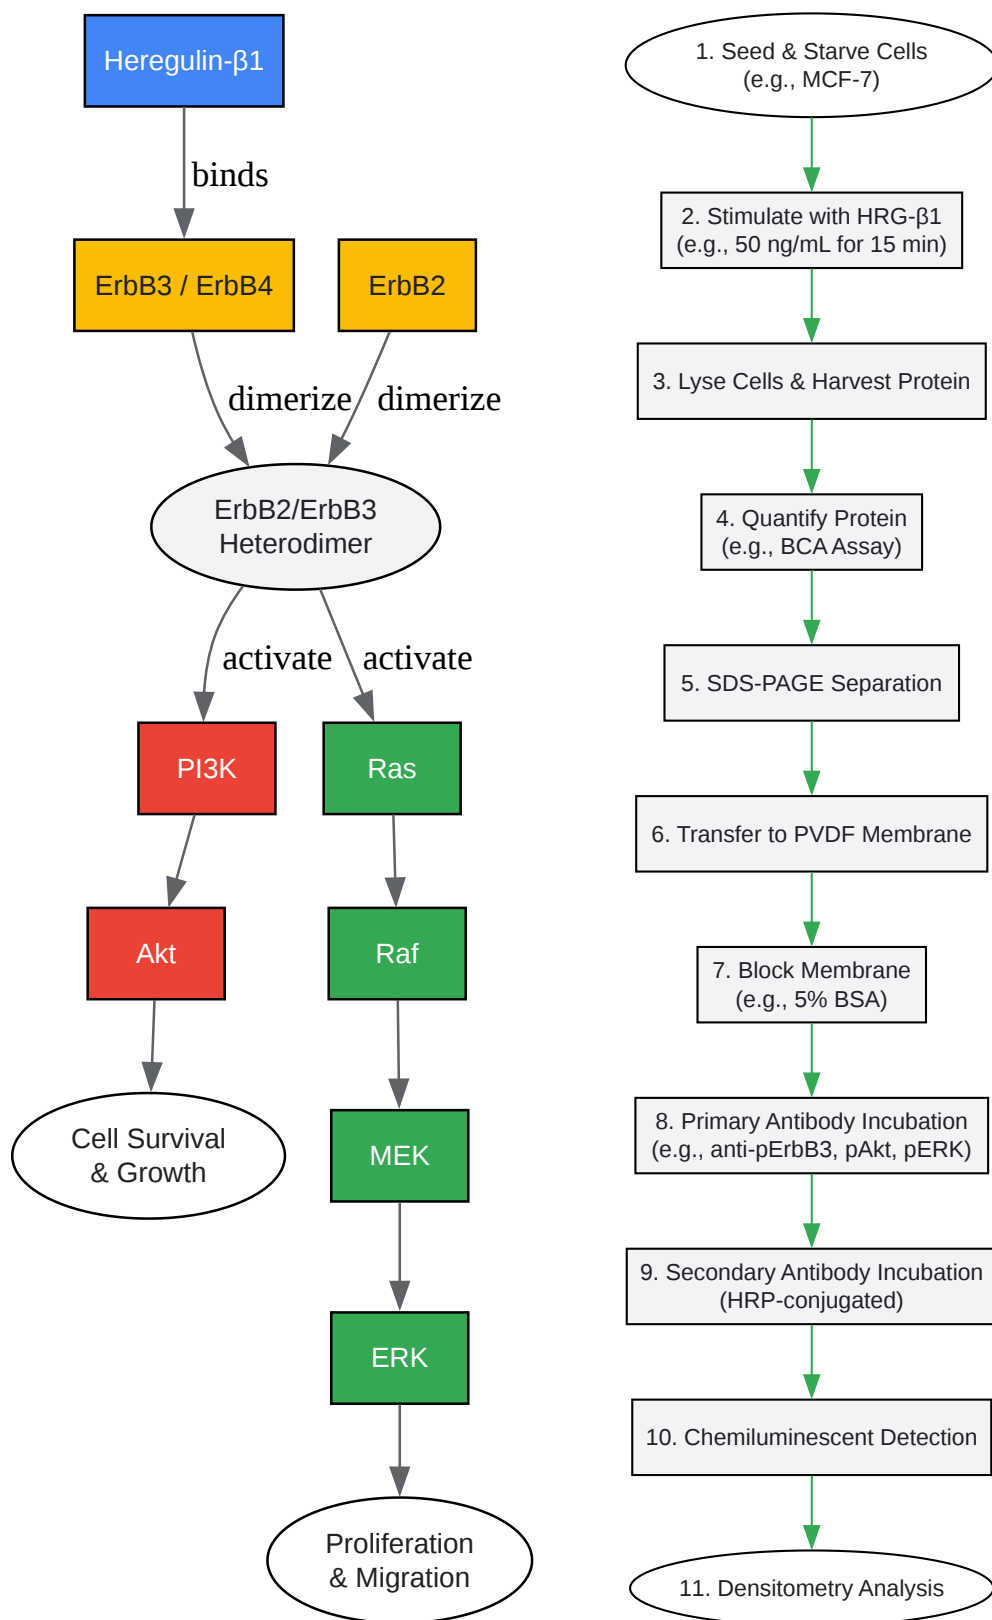 Heregulin-β1
binds
ErbB3 / ErbB4
ErbB2
dimerize
dimerize
ErbB2/ErbB3
Heterodimer
activate
activate
PI3K
Ras
Akt
Raf
Cell Survival
& Growth
MEK
ERK
Proliferation
& Migration
1. Seed & Starve Cells
(e.g., MCF-7)
2. Stimulate with HRG-β1
(e.g., 50 ng/mL for 15 min)
3. Lyse Cells & Harvest Protein
4. Quantify Protein
(e.g., BCA Assay)
5. SDS-PAGE Separation
6. Transfer to PVDF Membrane
7. Block Membrane
(e.g., 5% BSA)
8. Primary Antibody Incubation
(e.g., anti-pErbB3, pAkt, pERK)
9. Secondary Antibody Incubation
(HRP-conjugated)
10. Chemiluminescent Detection
11. Densitometry Analysis